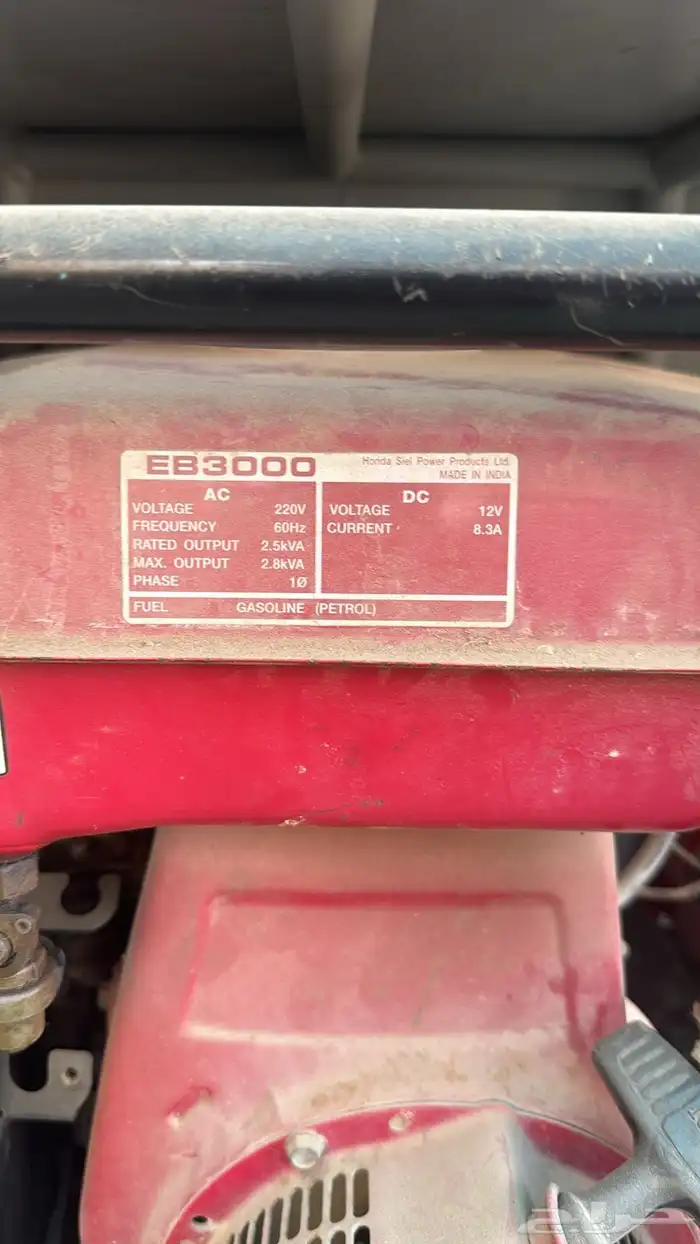 EB3000
Honda Siel Power Products Ltd.
MADE IN INDIA
AC
VOLTAGE 220V
FREQUENCY 60Hz
RATED OUTPUT 2.5kVA
MAX. OUTPUT 2.8kVA
PHASE 1Ø
DC
VOLTAGE 12V
CURRENT 8.3A
FUEL GASOLINE (PETROL)
حراج